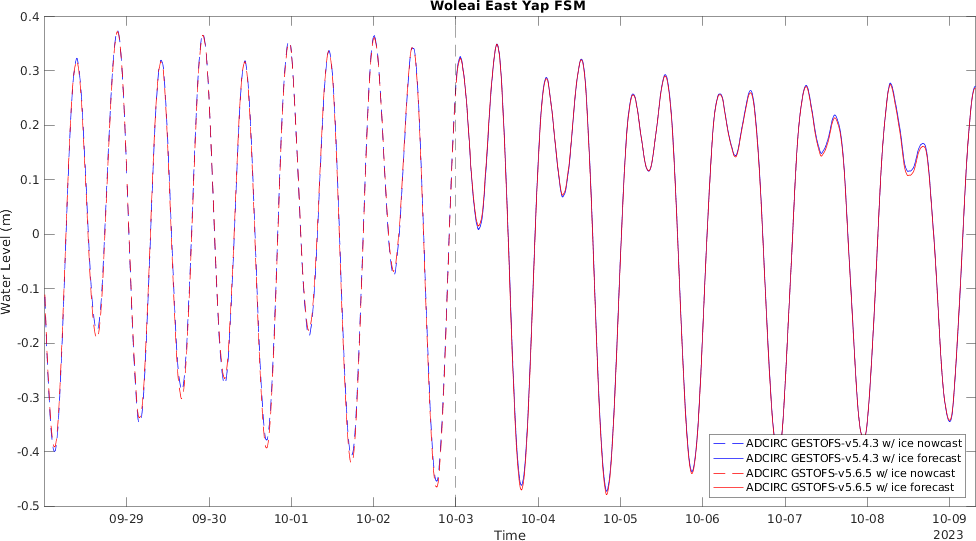 Woleai East Yap FSM
0.4
0.3
0.2
0.1
0
-0.1
-0.2
-0.3
-0.4
-0.5
Water Level (m)
ADCIRC GESTOFS-v5.4.3 w/ ice nowcast
ADCIRC GESTOFS-v5.4.3 w/ ice forecast
ADCIRC GSTOFS-v5.6.5 w/ ice nowcast
ADCIRC GSTOFS-v5.6.5 w/ ice forecast
09-29 09-30 10-01 10-02 10-03 10-04 10-05 10-06 10-07 10-08 10-09
Time 2023